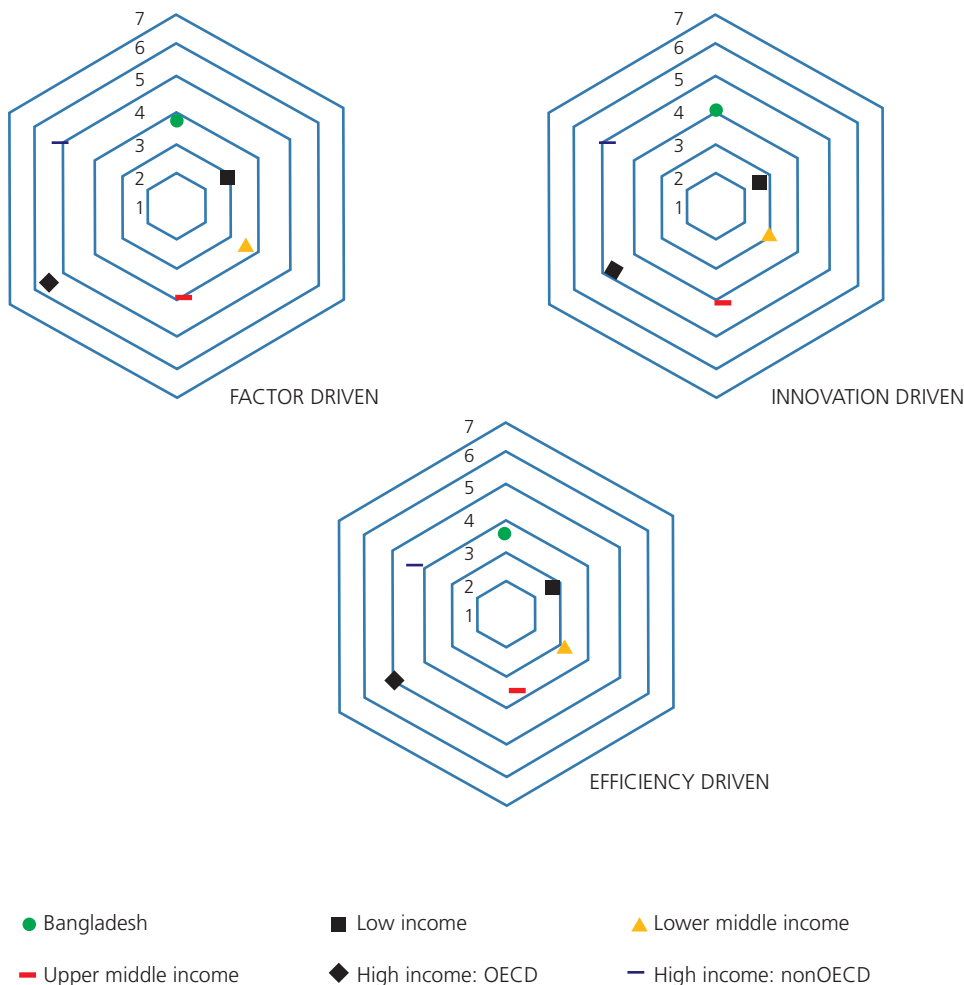 7
6
5
4
3
2
1
FACTOR DRIVEN
7
6
5
4
3
2
1
INNOVATION DRIVEN
7
6
5
4
3
2
1
EFFICIENCY DRIVEN
Bangladesh
Low income
Lower middle income
Upper middle income
High income: OECD
High income: nonOECD